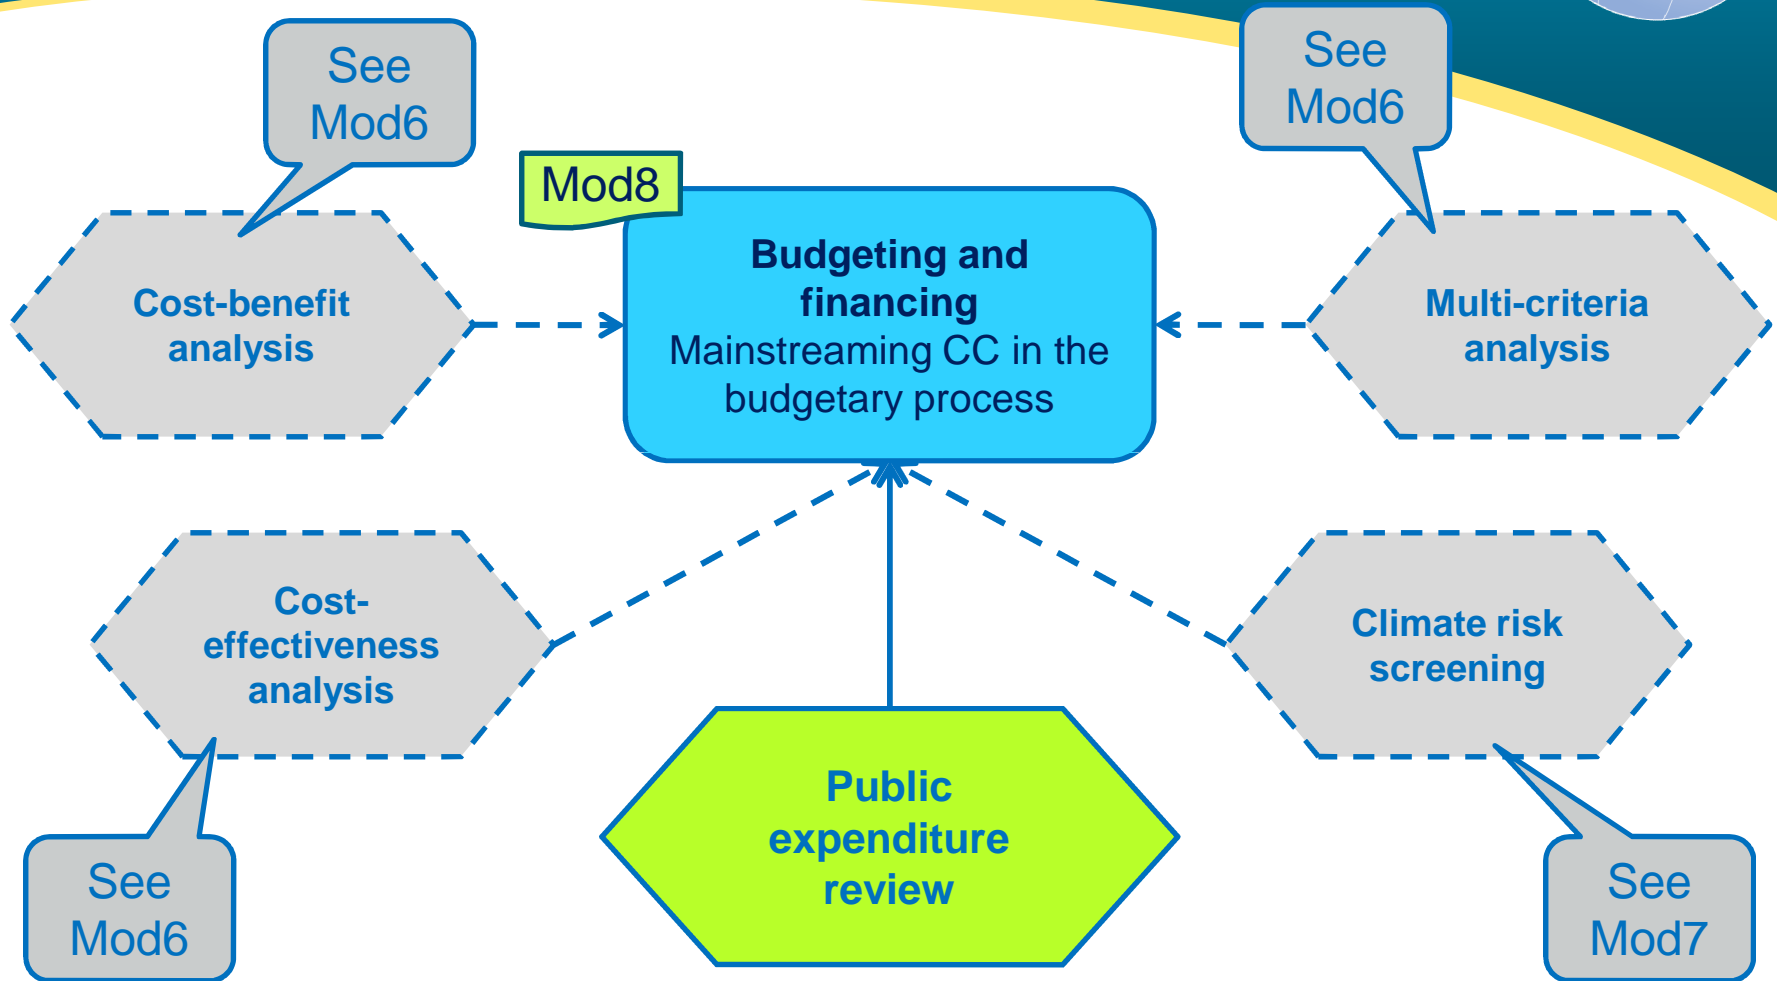 See
Mod6
See
Mod6
Mod8
Budgeting and
financing
Mainstreaming CC in the
budgetary process
Cost-benefit
analysis
Multi-criteria
analysis
Cost-
effectiveness
analysis
Climate risk
screening
Public
expenditure
review
See
Mod6
See
Mod7